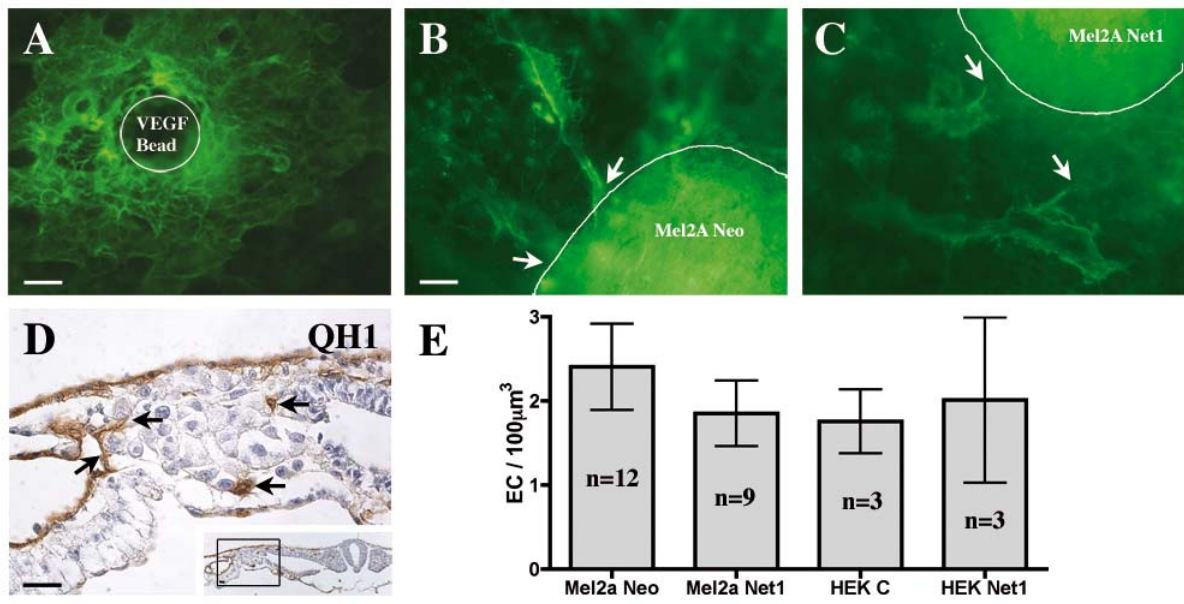 A
VEGF
Bead
B
Mel2A Neo
C
Mel2A Net1
D
QH1
E
EC / 100μm³
3
2
1
0
n=12
n=9
n=3
n=3
Mel2a Neo
Mel2a Net1
HEK C
HEK Net1